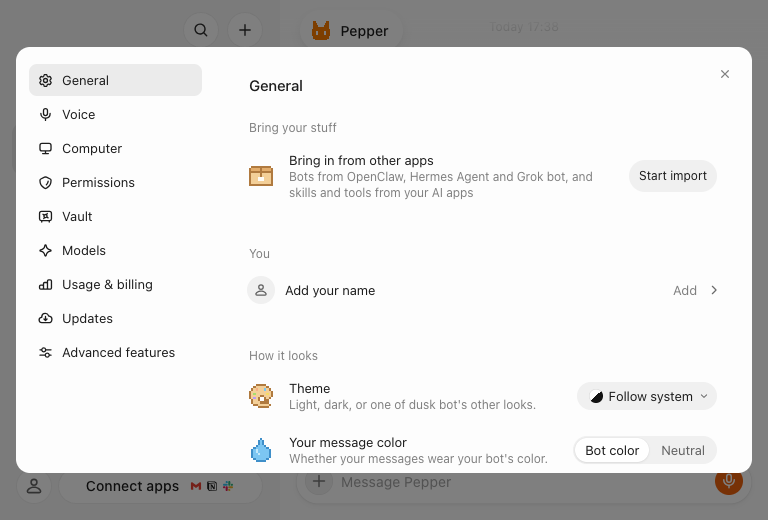 Pepper
Today 17:38
General
Voice
Computer
Permissions
Vault
Models
Usage & billing
Updates
Advanced features
General
Bring your stuff
Bring in from other apps
Bots from OpenClaw, Hermes Agent and Grok bot, and
skills and tools from your AI apps
Start import
You
Add your name
Add
How it looks
Theme
Light, dark, or one of dusk bot's other looks.
Follow system
Your message color
Whether your messages wear your bot's color.
Bot color
Neutral
Connect apps
Message Pepper